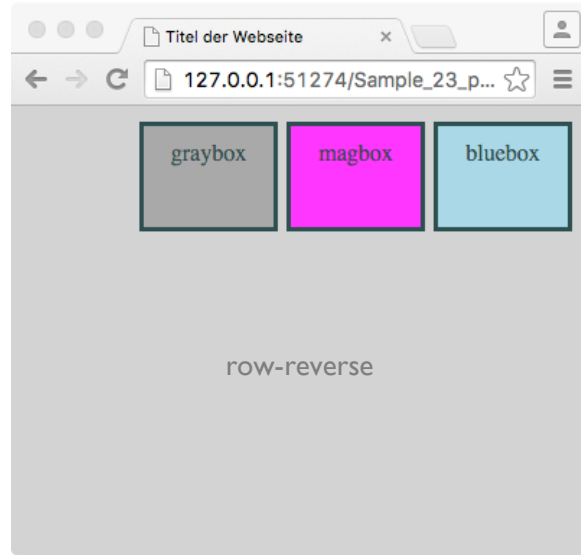 Titel der Webseite
127.0.0.1:51274/Sample_23_p...
graybox magbox bluebox
row-reverse